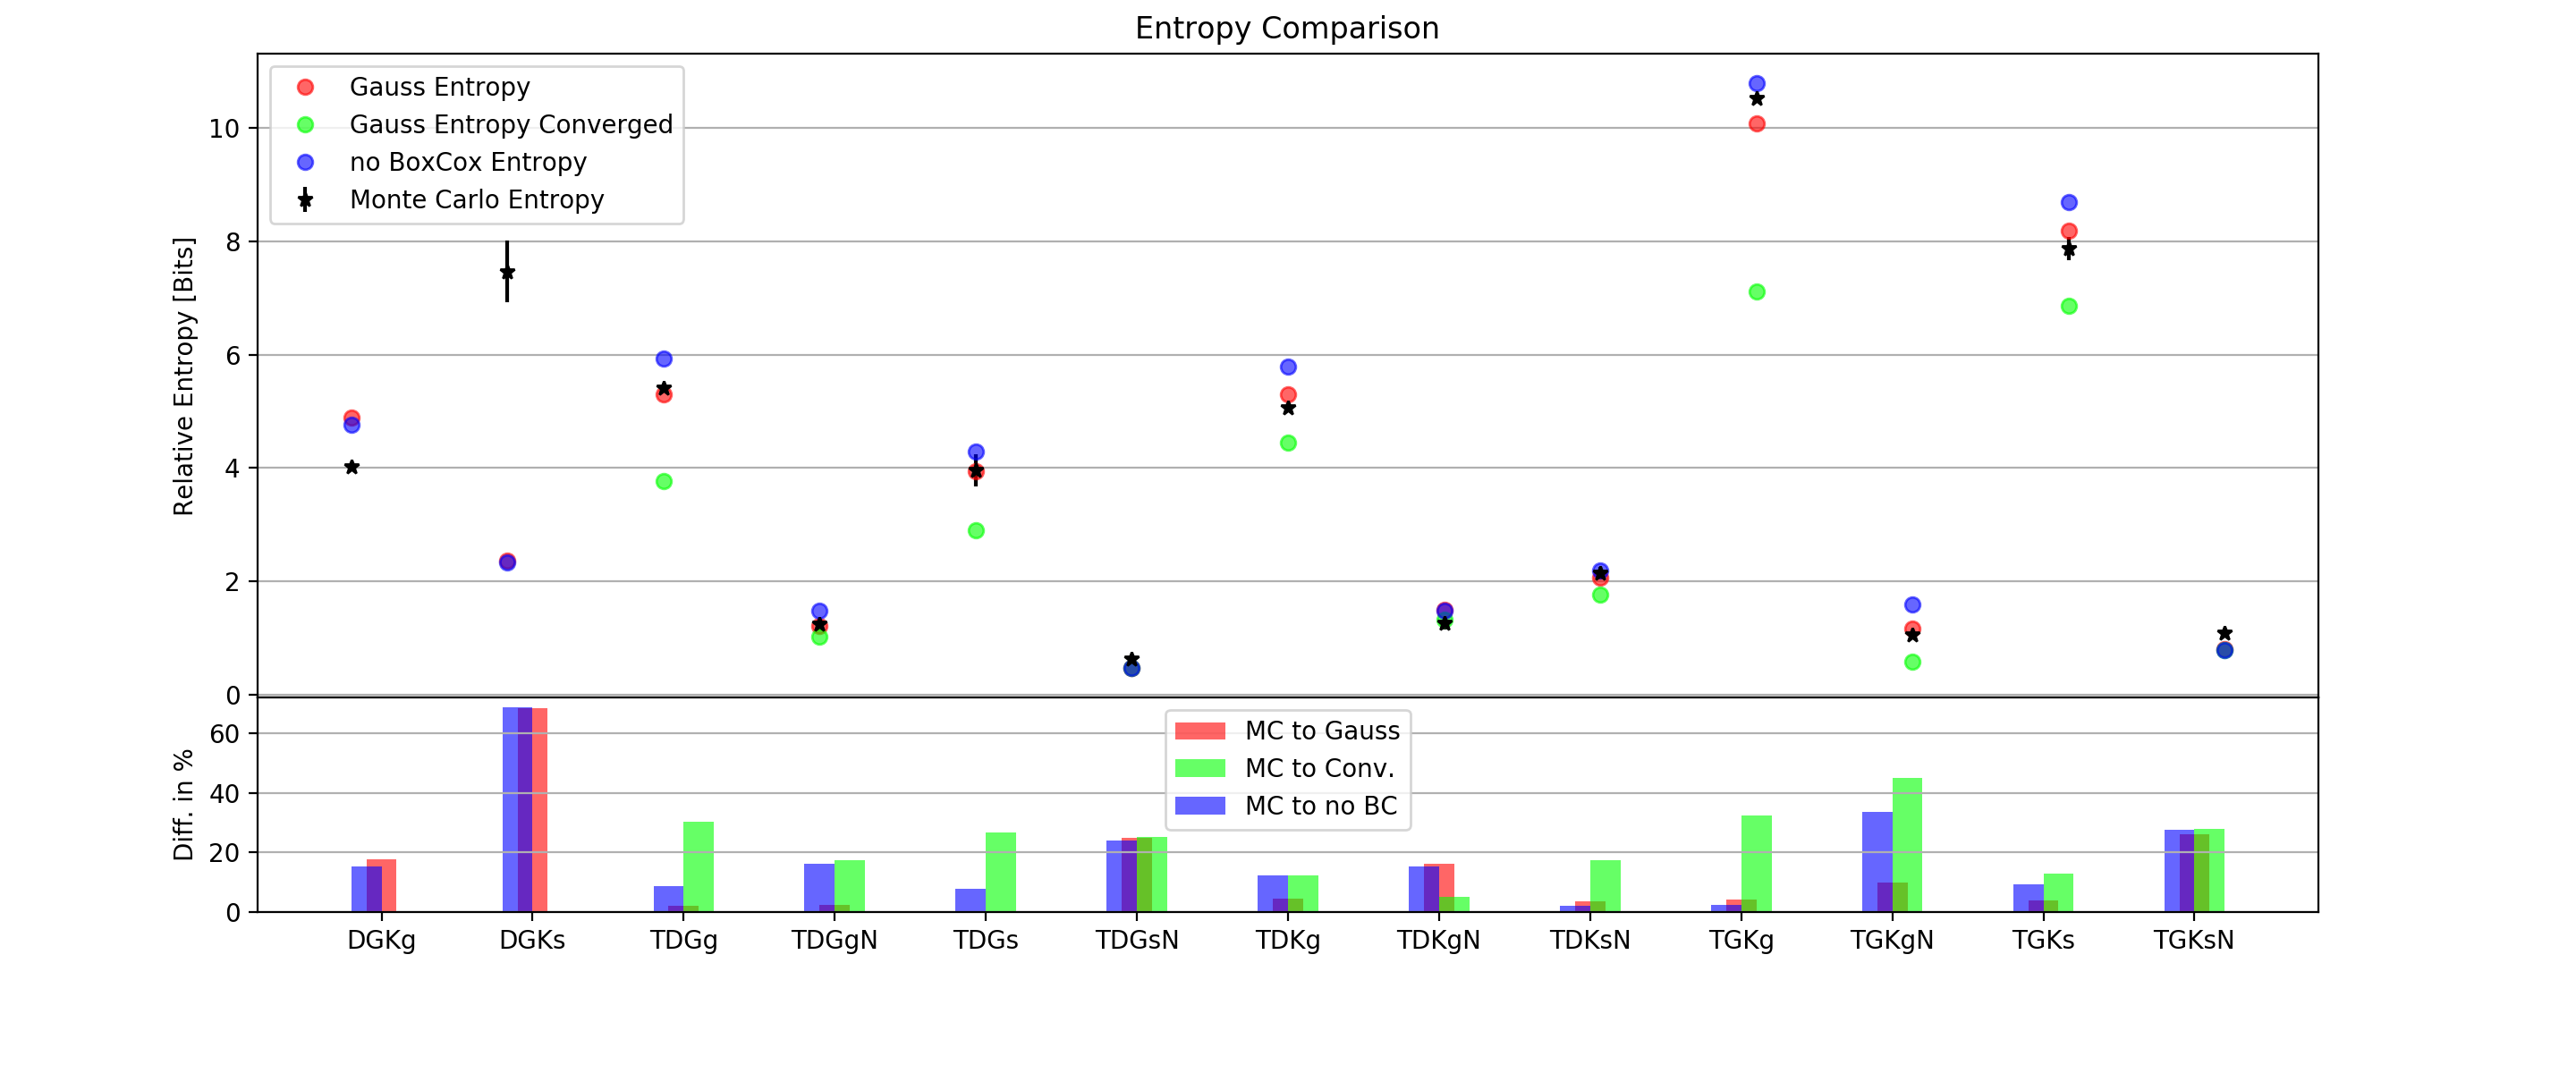 Entropy Comparison
Gauss Entropy
Gauss Entropy Converged
no BoxCox Entropy
Monte Carlo Entropy
Relative Entropy [Bits]
10
8
6
4
2
0
MC to Gauss
MC to Conv.
MC to no BC
Diff. in %
60
40
20
0
DGKg DGKs TDGg TDGgN TDGs TDGsN TDKg TDKgN TDKsN TGKg TGKgN TGKs TGKsN